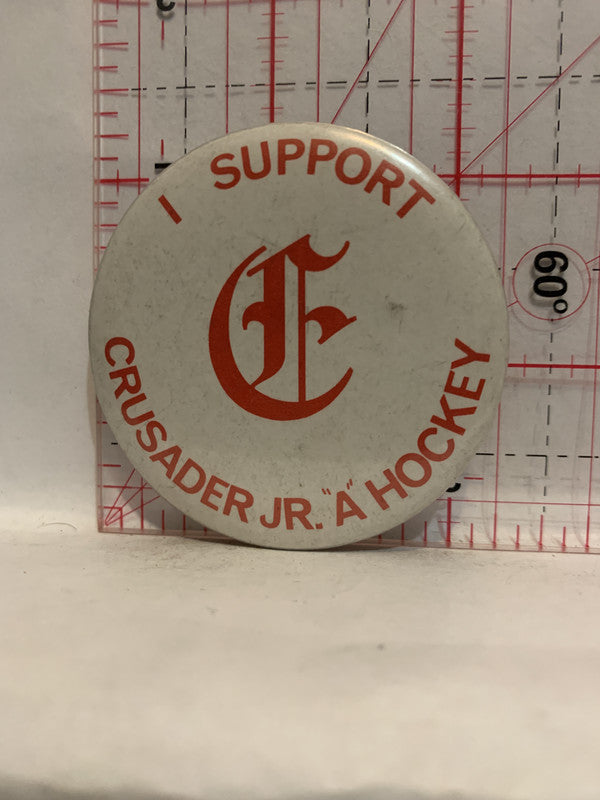 I SUPPORT
E
CRUSADER JR. "A" HOCKEY
60°